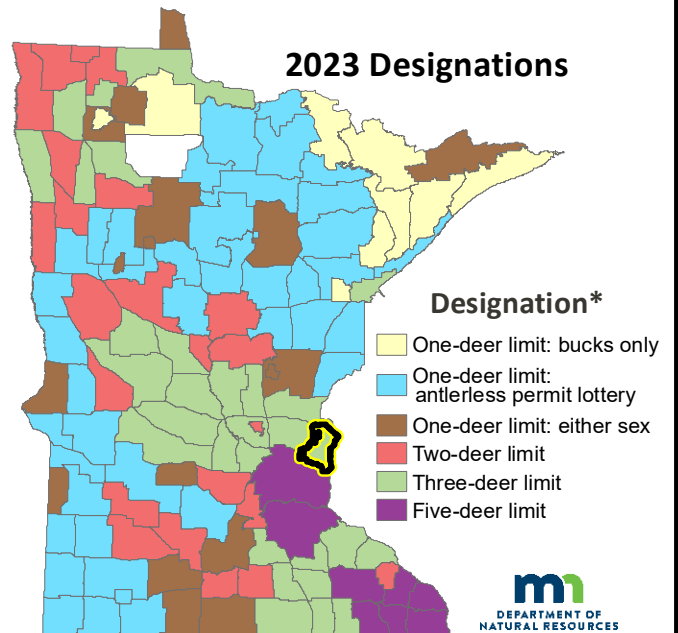 2023 Designations
Designation*
One-deer limit: bucks only
One-deer limit:
antlerless permit lottery
One-deer limit: either sex
Two-deer limit
Three-deer limit
Five-deer limit
mn
DEPARTMENT OF
NATURAL RESOURCES